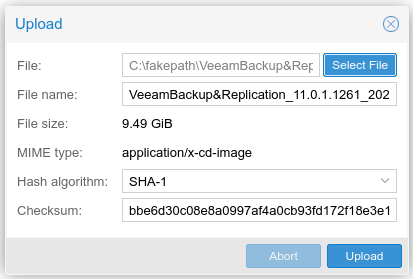 Upload
File: C:\fakepath\VeeamBackup&Rep Select File
File name: VeeamBackup&Replication_11.0.1.1261_202
File size: 9.49 GiB
MIME type: application/x-cd-image
Hash algorithm: SHA-1
Checksum: bbe6d30c08e8a0997af4a0cb93fd172f18e3e1
Abort Upload